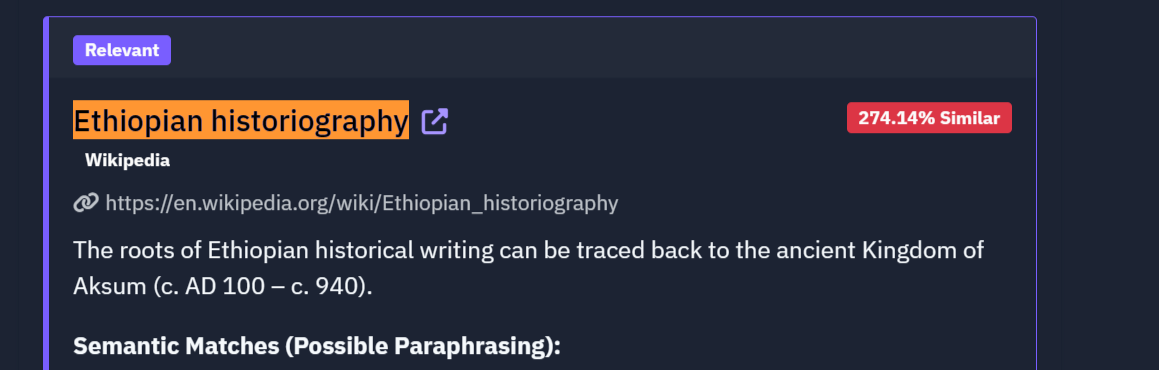 Relevant
Ethiopian historiography
274.14% Similar
Wikipedia
https://en.wikipedia.org/wiki/Ethiopian_historiography
The roots of Ethiopian historical writing can be traced back to the ancient Kingdom of
Aksum (c. AD 100 – c. 940).
Semantic Matches (Possible Paraphrasing):